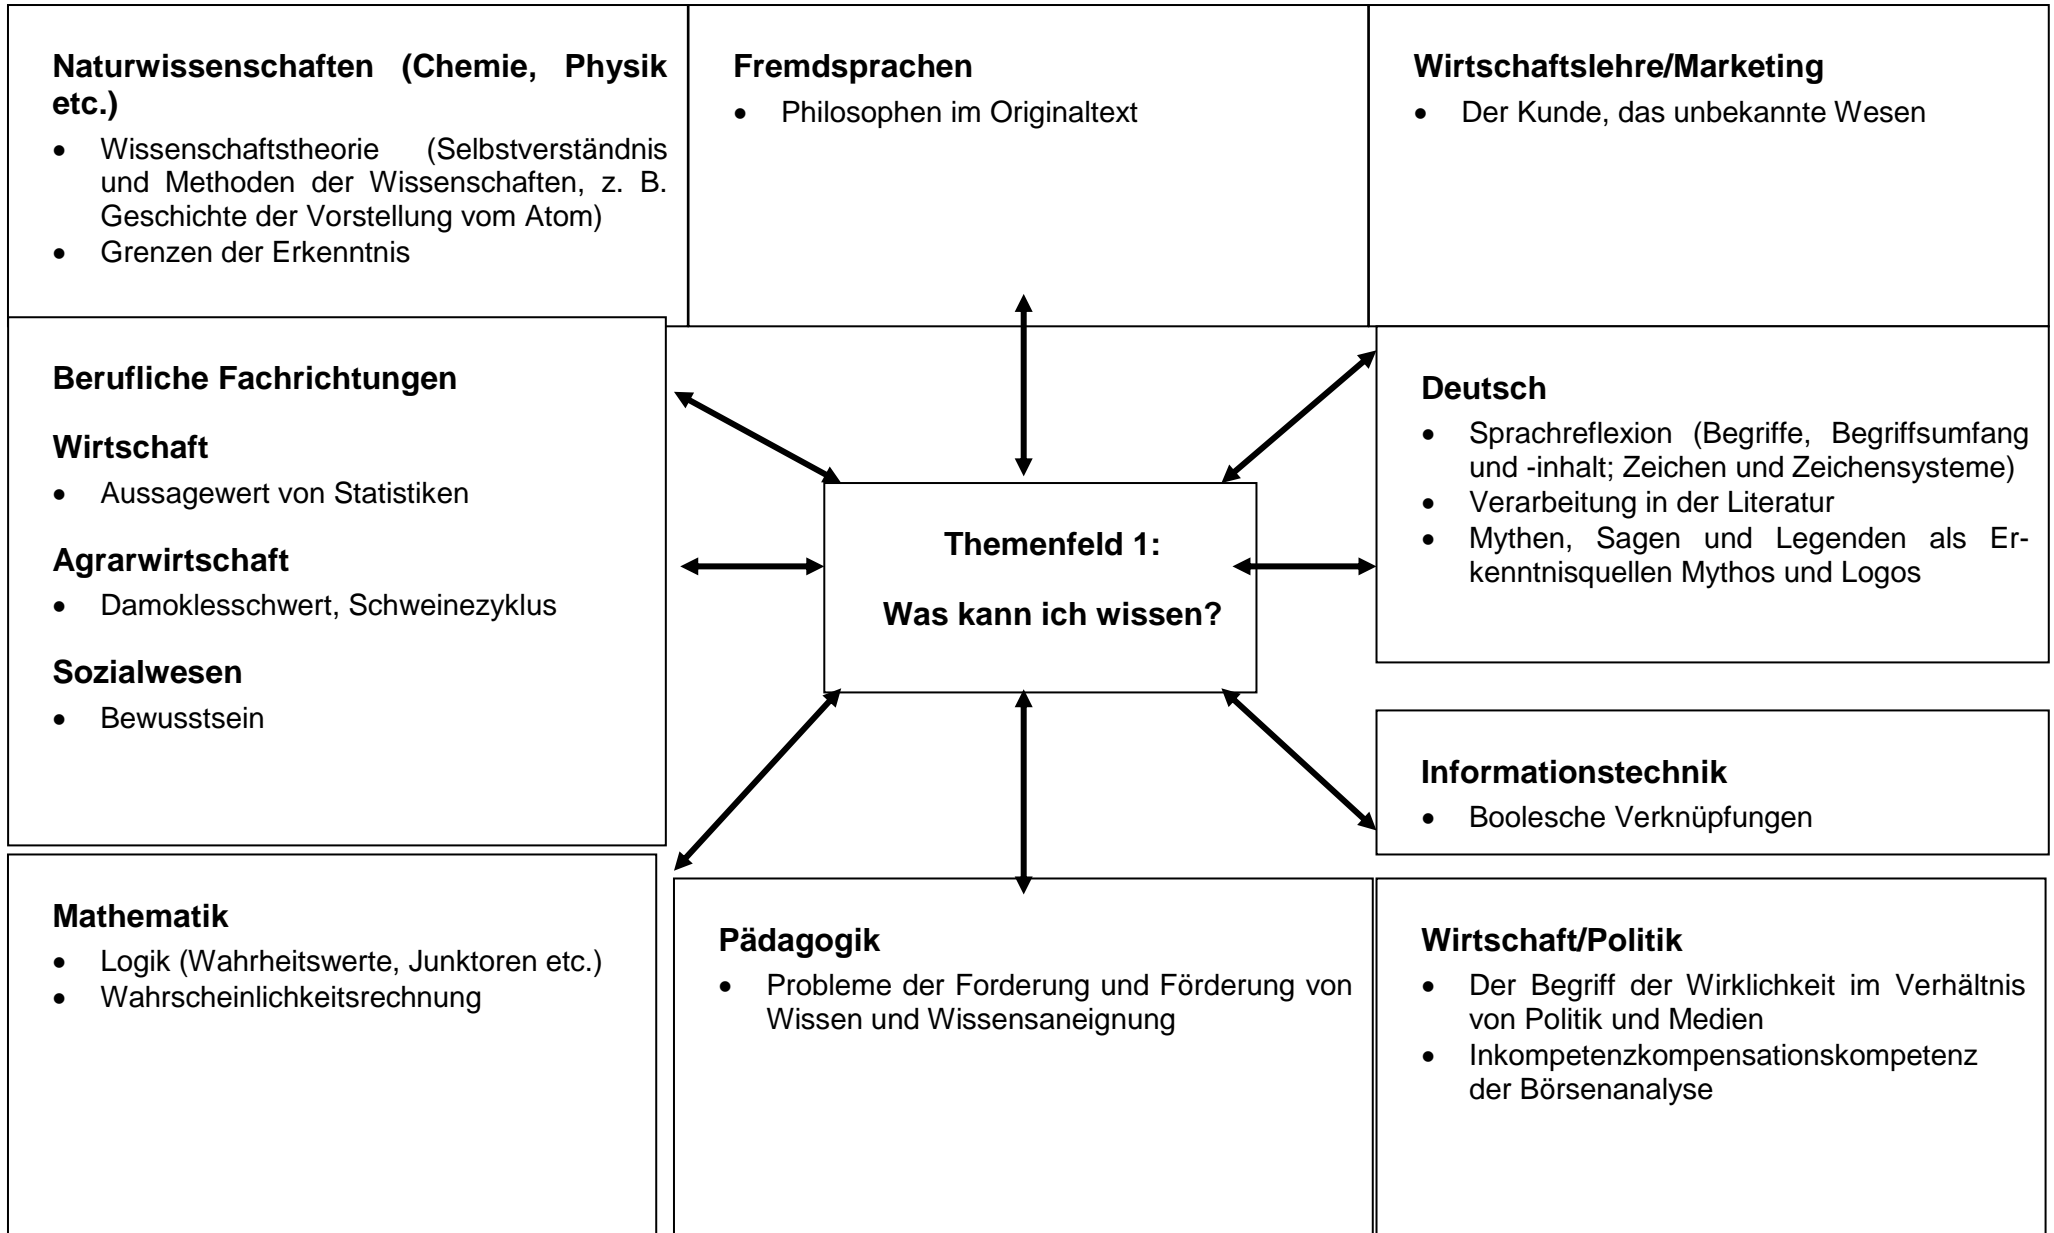 Naturwissenschaften (Chemie, Physik
etc.)
• Wissenschaftstheorie (Selbstverständnis
und Methoden der Wissenschaften, z. B.
Geschichte der Vorstellung vom Atom)
• Grenzen der Erkenntnis
Fremdsprachen
• Philosophen im Originaltext
Wirtschaftslehre/Marketing
• Der Kunde, das unbekannte Wesen
Berufliche Fachrichtungen
Wirtschaft
• Aussagewert von Statistiken
Agrarwirtschaft
• Damoklesschwert, Schweinezyklus
Sozialwesen
• Bewusstsein
Themenfeld 1:
Was kann ich wissen?
Deutsch
• Sprachreflexion (Begriffe, Begriffsumfang
und -inhalt; Zeichen und Zeichensysteme)
• Verarbeitung in der Literatur
• Mythen, Sagen und Legenden als Er-
kenntnisquellen Mythos und Logos
Informationstechnik
• Boolesche Verknüpfungen
Mathematik
• Logik (Wahrheitswerte, Junktoren etc.)
• Wahrscheinlichkeitsrechnung
Pädagogik
• Probleme der Forderung und Förderung von
Wissen und Wissensaneignung
Wirtschaft/Politik
• Der Begriff der Wirklichkeit im Verhältnis
von Politik und Medien
• Inkompetenzkompensationskompetenz
der Börsenanalyse